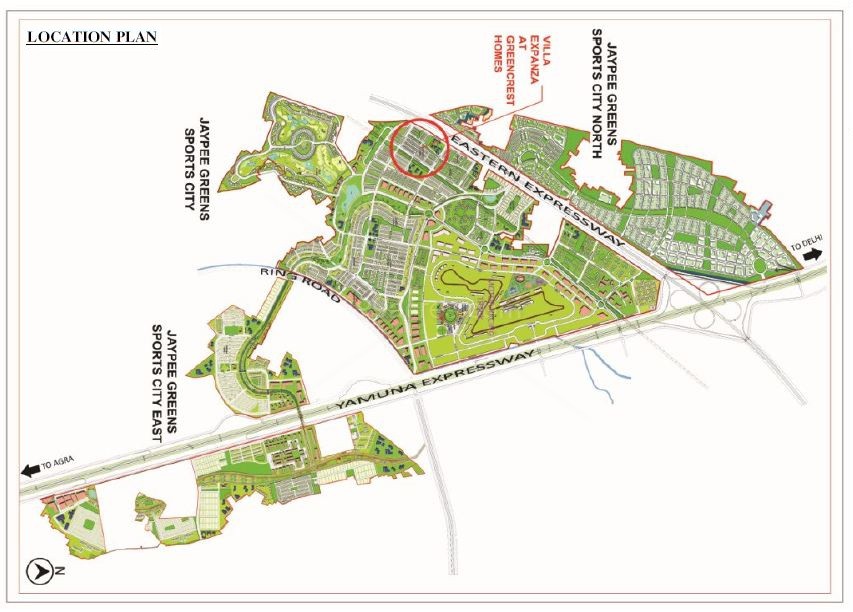 LOCATION PLAN
VILLA
EXPANZA
AT
GREENCREST
HOMES
JAYPEE GREENS
SPORTS CITY NORTH
JAYPEE GREENS
SPORTS CITY
EASTERN EXPRESSWAY
TO DELHI
RING ROAD
JAYPEE GREENS
SPORTS CITY EAST
YAMUNA EXPRESSWAY
TO AGRA
N